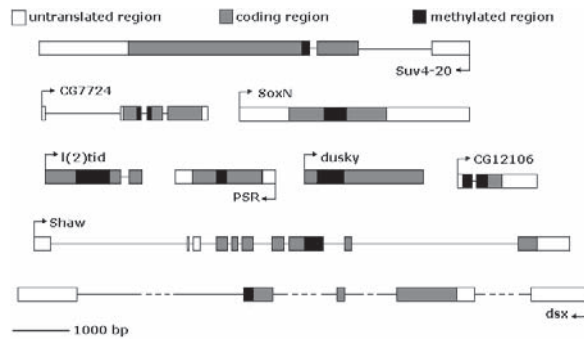 untranslated region coding region methylated region
Suv4-20
CG7724 SoxN
l(2)tid PSR dusky CG12106
Shaw
dsx
1000 bp